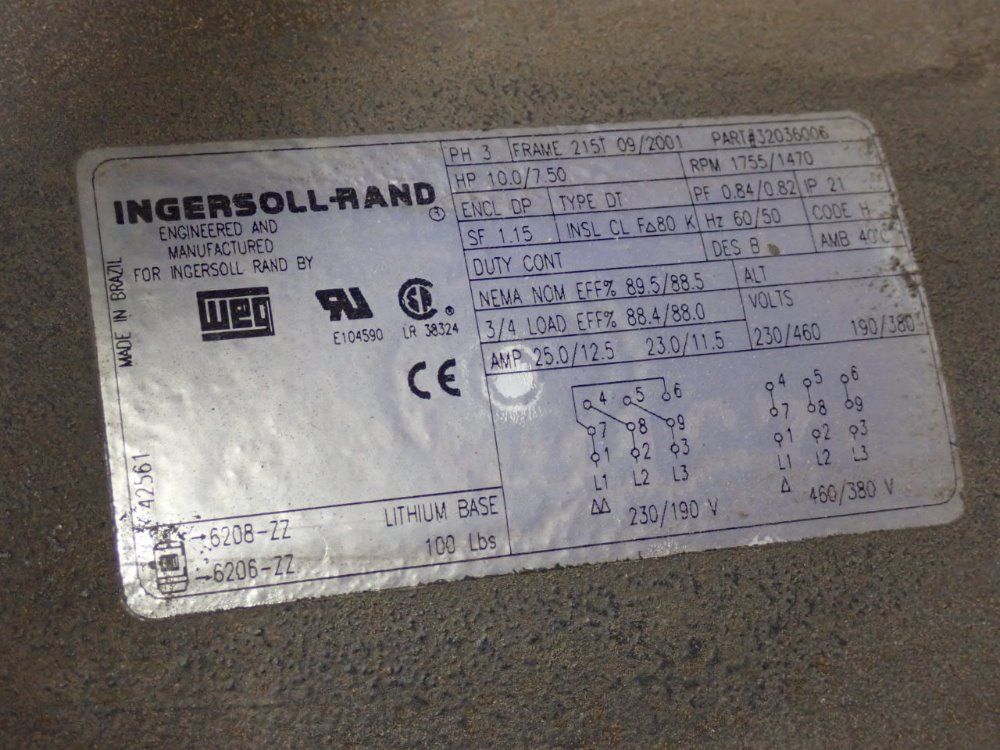 INGERSOLL-RAND
ENGINEERED AND
MANUFACTURED
FOR INGERSOLL RAND BY
MADE IN BRAZIL
WEG
E104590
LR 38324
CE
42561
6208-ZZ
6206-ZZ
LITHIUM BASE
100 Lbs
PH 3 FRAME 215T 09/2001 PART#32036006
HP 10.0/7.50 RPM 1755/1470
ENCL DP TYPE DT PF 0.84/0.82 IP 21
SF 1.15 INSL CL F∆80 K Hz 60/50 CODE H
DUTY CONT DES B AMB 40°C
NEMA NOM EFF% 89.5/88.5 ALT
3/4 LOAD EFF% 88.4/88.0 VOLTS
AMP 25.0/12.5 23.0/11.5 230/460 190/380
4 5 6
7 8 9
1 2 3
L1 L2 L3
∆∆ 230/190 V
4 5 6
7 8 9
1 2 3
L1 L2 L3
∆ 460/380 V